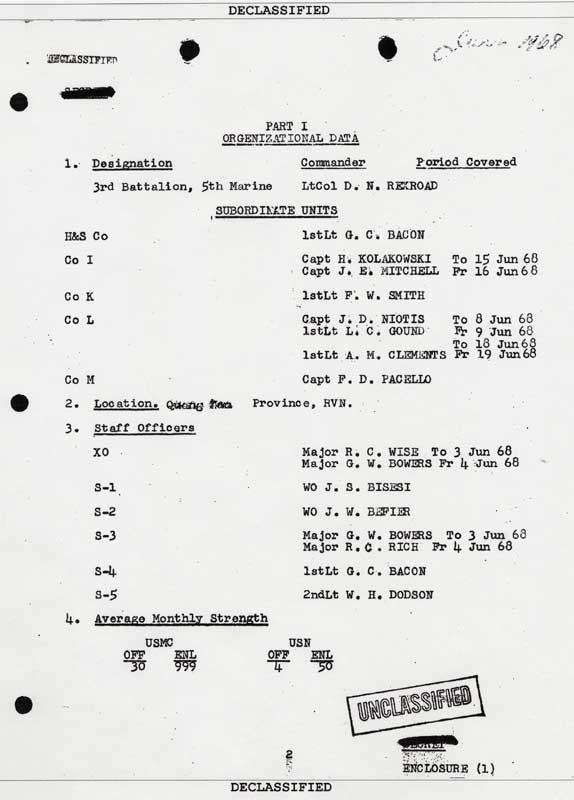 DECLASSIFIED
June 1968
DECLASSIFIED
PART I
ORGENIZATIONAL DATA
1. Designation Commander Poriod Covered
3rd Battalion, 5th Marine LtCol D. N. REXROAD
SUBORDINATE UNITS
H&S Co 1stLt G. C. BACON
Co I Capt H. KOLAKOWSKI To 15 Jun 68
Capt J. E. MITCHELL Fr 16 Jun 68
Co K 1stLt F. W. SMITH
Co L Capt J. D. NIOTIS To 8 Jun 68
1stLt L. C. GOUND Fr 9 Jun 68
To 18 Jun 68
1stLt A. M. CLEMENTS Fr 19 Jun 68
Co M Capt F. D. PACELLO
2. Location. Quang Province, RVN.
3. Staff Officers
XO Major R. C. WISE To 3 Jun 68
Major G. W. BOWERS Fr 4 Jun 68
S-1 WO J. S. BISESI
S-2 WO J. W. BEFIER
S-3 Major G. W. BOWERS To 3 Jun 68
Major R. C. RICH Fr 4 Jun 68
S-4 1stLt G. C. BACON
S-5 2ndLt W. H. DODSON
4. Average Monthly Strength
USMC USN
OFF ENL OFF ENL
30 999 4 50
UNCLASSIFIED
SECRET
2
ENCLOSURE (1)
DECLASSIFIED